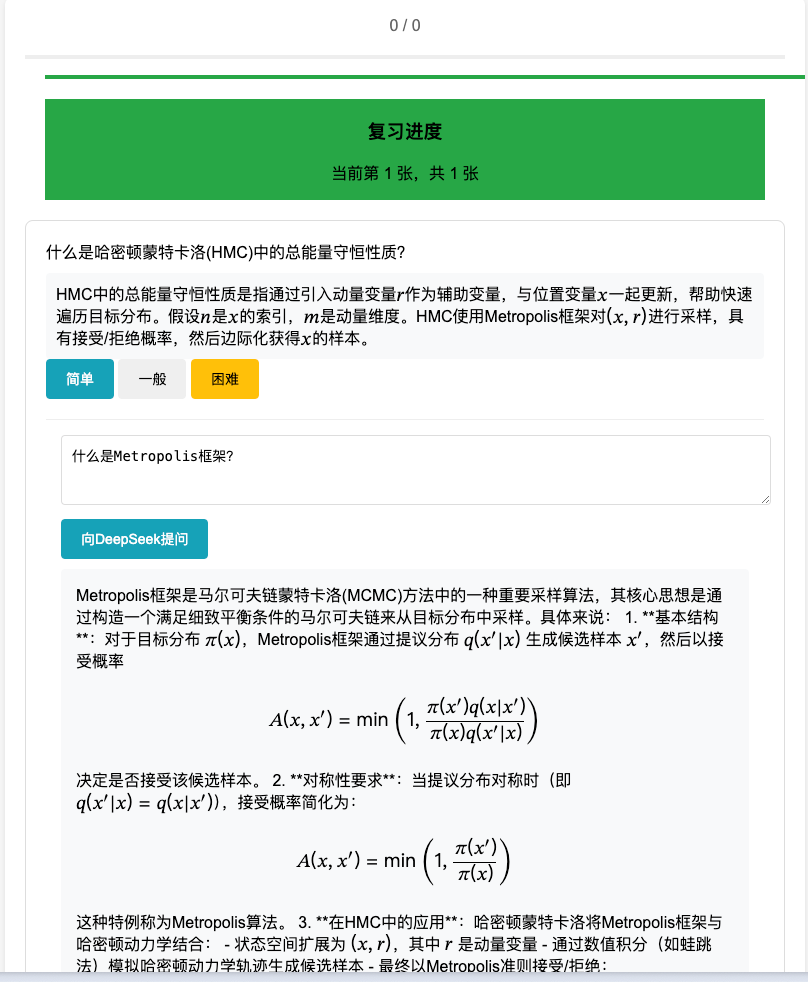 0 / 0
复习进度
当前第 1 张，共 1 张
什么是哈密顿蒙特卡洛(HMC)中的总能量守恒性质?
HMC中的总能量守恒性质是指通过引入动量变量r作为辅助变量，与位置变量x一起更新，帮助快速
遍历目标分布。假设n是x的索引，m是动量维度。HMC使用Metropolis框架对(x, r)进行采样，具
有接受/拒绝概率，然后边际化获得x的样本。
简单 一般 困难
什么是Metropolis框架?
向DeepSeek提问
Metropolis框架是马尔可夫链蒙特卡洛(MCMC)方法中的一种重要采样算法，其核心思想是通
过构造一个满足细致平衡条件的马尔可夫链来从目标分布中采样。具体来说： 1. **基本结构
**：对于目标分布 π(x)，Metropolis框架通过提议分布 q(x′|x) 生成候选样本 x′，然后以接
受概率
A(x, x′) = min (1, π(x′)q(x|x′) / π(x)q(x′|x))
决定是否接受该候选样本。 2. **对称性要求**：当提议分布对称时（即
q(x′|x) = q(x|x′)），接受概率简化为：
A(x, x′) = min (1, π(x′) / π(x))
这种特例称为Metropolis算法。 3. **在HMC中的应用**：哈密顿蒙特卡洛将Metropolis框架与
哈密顿动力学结合： - 状态空间扩展为 (x, r)，其中 r 是动量变量 - 通过数值积分（如蛙跳
法）模拟哈密顿动力学轨迹生成候选样本 - 最终以Metropolis准则接受/拒绝：